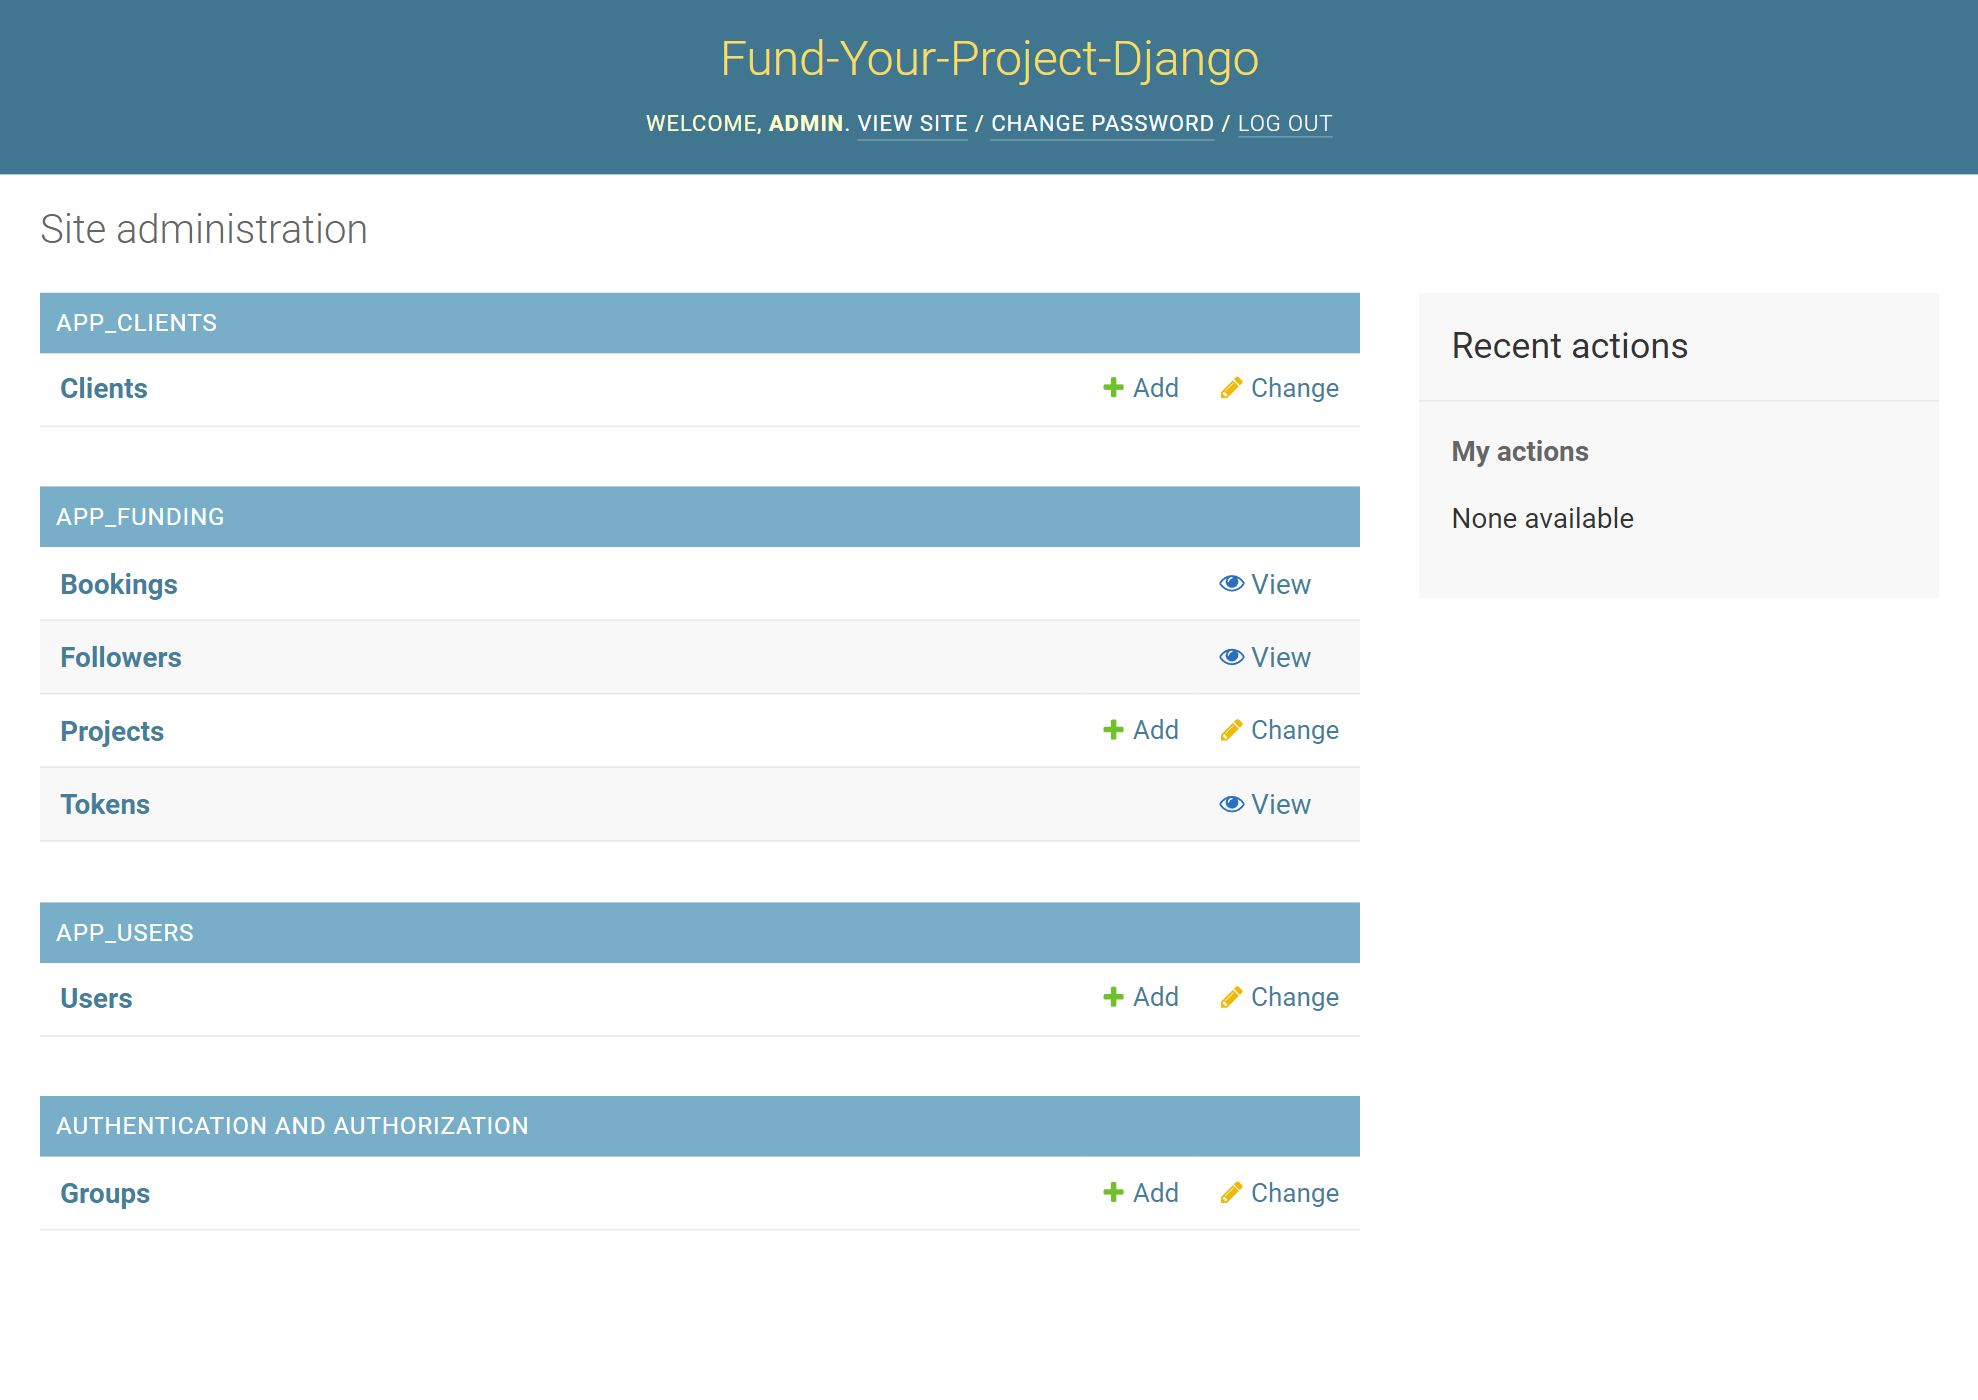 Fund-Your-Project-Django
WELCOME, ADMIN. VIEW SITE / CHANGE PASSWORD / LOG OUT
Site administration
APP_CLIENTS
Clients Add Change
APP_FUNDING
Bookings View
Followers View
Projects Add Change
Tokens View
APP_USERS
Users Add Change
AUTHENTICATION AND AUTHORIZATION
Groups Add Change
Recent actions
My actions
None available